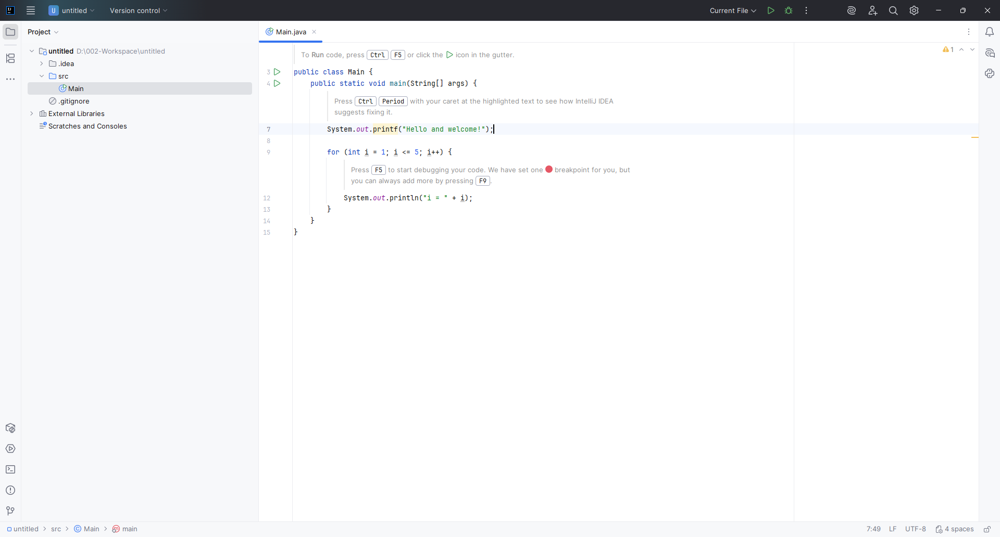 U untitled Version control Current File
Project
Main.java
untitled D:\002-Workspace\untitled
.idea
src
Main
.gitignore
External Libraries
Scratches and Consoles
To Run code, press Ctrl F5 or click the icon in the gutter.
1
3 public class Main {
4 public static void main(String[] args) {
Press Ctrl Period with your caret at the highlighted text to see how IntelliJ IDEA
suggests fixing it.
7 System.out.printf("Hello and welcome!");
8
9 for (int i = 1; i <= 5; i++) {
Press F5 to start debugging your code. We have set one breakpoint for you, but
you can always add more by pressing F9.
12 System.out.println("i = " + i);
13 }
14 }
15 }
untitled > src > Main > main 7:49 LF UTF-8 4 spaces